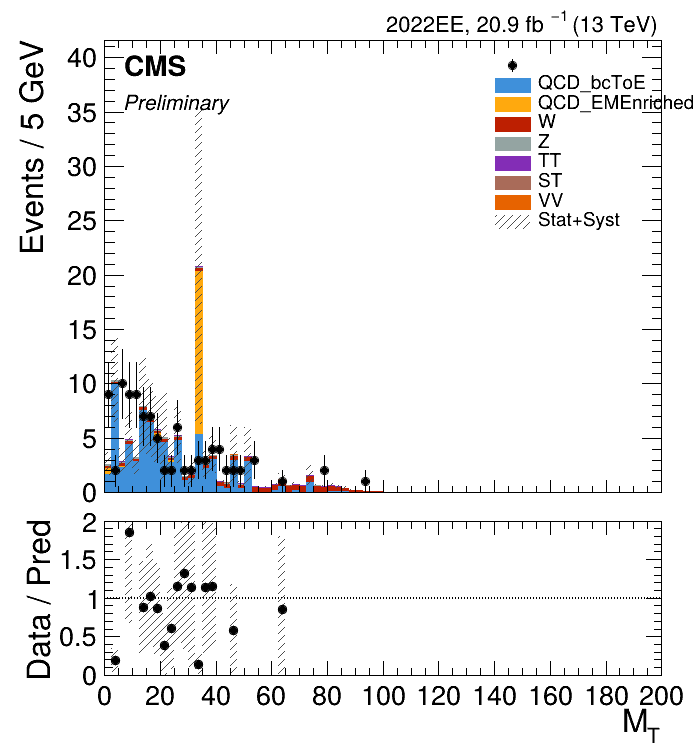 2022EE, 20.9 fb⁻¹ (13 TeV)
CMS
Preliminary
Events / 5 GeV
40
35
30
25
20
15
10
5
0
QCD_bcToE
QCD_EMEnriched
W
Z
TT
ST
VV
Stat+Syst
Data / Pred
2
1.5
1
0.5
0
0 20 40 60 80 100 120 140 160 180 200
M_T